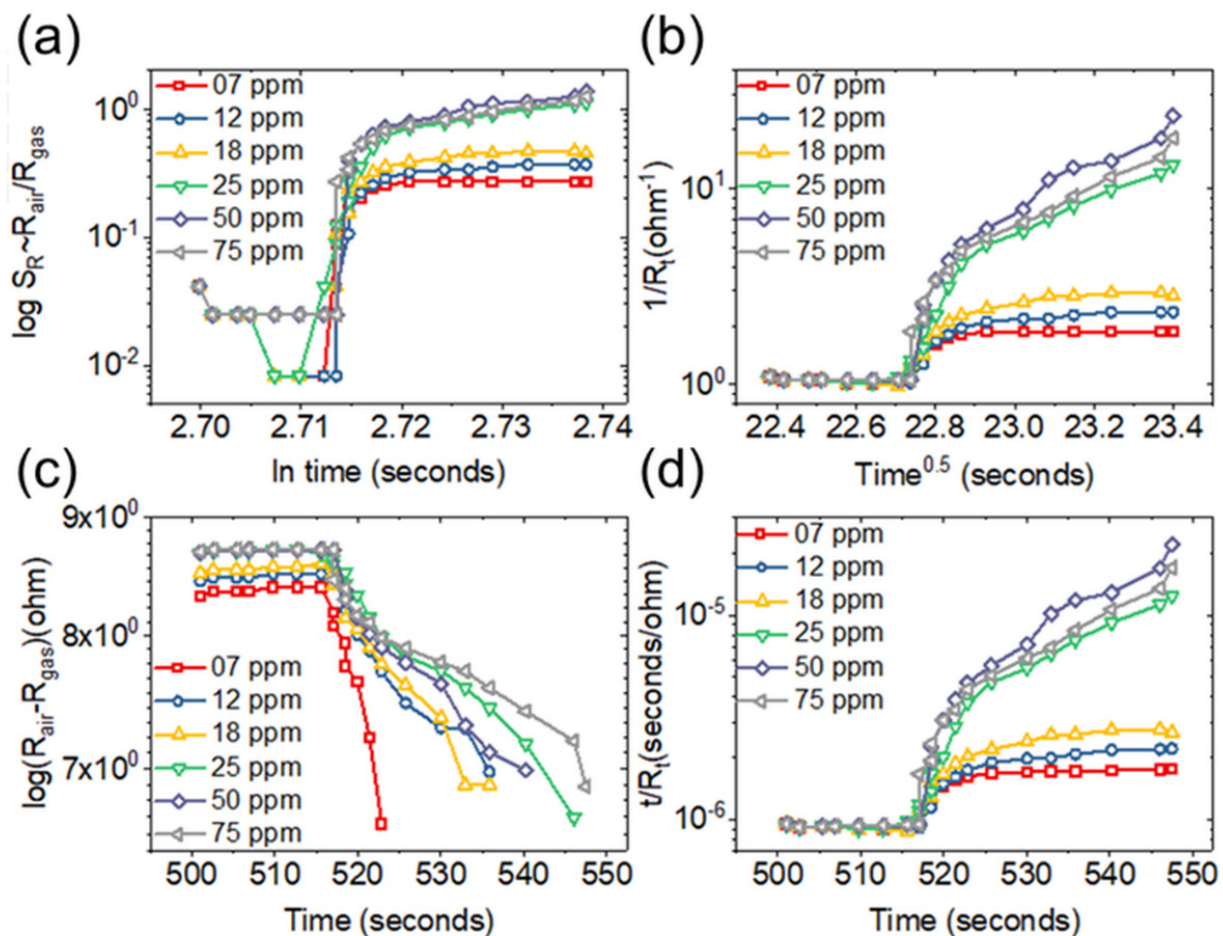 (a)
log S_R~R_air/R_gas
10^0
10^-1
10^-2
07 ppm
12 ppm
18 ppm
25 ppm
50 ppm
75 ppm
2.70 2.71 2.72 2.73 2.74
ln time (seconds)
(b)
1/R_t(ohm^-1)
10^1
10^0
07 ppm
12 ppm
18 ppm
25 ppm
50 ppm
75 ppm
22.4 22.6 22.8 23.0 23.2 23.4
Time^0.5 (seconds)
(c)
log(R_air-R_gas)(ohm)
9x10^0
8x10^0
7x10^0
07 ppm
12 ppm
18 ppm
25 ppm
50 ppm
75 ppm
500 510 520 530 540 550
Time (seconds)
(d)
t/R_t(seconds/ohm)
10^-5
10^-6
07 ppm
12 ppm
18 ppm
25 ppm
50 ppm
75 ppm
500 510 520 530 540 550
Time (seconds)